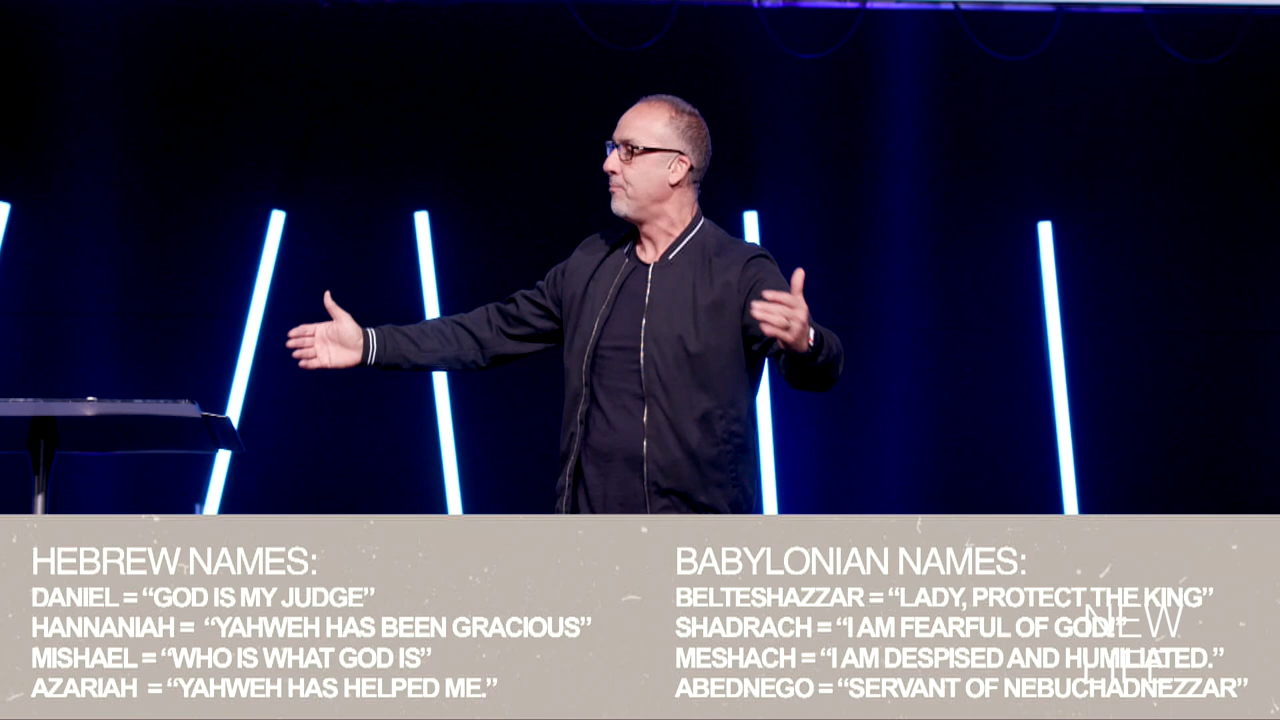 HEBREW NAMES:
DANIEL = “GOD IS MY JUDGE”
HANNANIAH = “YAHWEH HAS BEEN GRACIOUS”
MISHAEL = “WHO IS WHAT GOD IS”
AZARIAH = “YAHWEH HAS HELPED ME.”
BABYLONIAN NAMES:
BELTESHAZZAR = “LADY, PROTECT THE KING”
SHADRACH = “I AM FEARFUL OF GOD.”
MESHACH = “I AM DESPISED AND HUMILIATED.”
ABEDNEGO = “SERVANT OF NEBUCHADNEZZAR”
NEW
LIFE